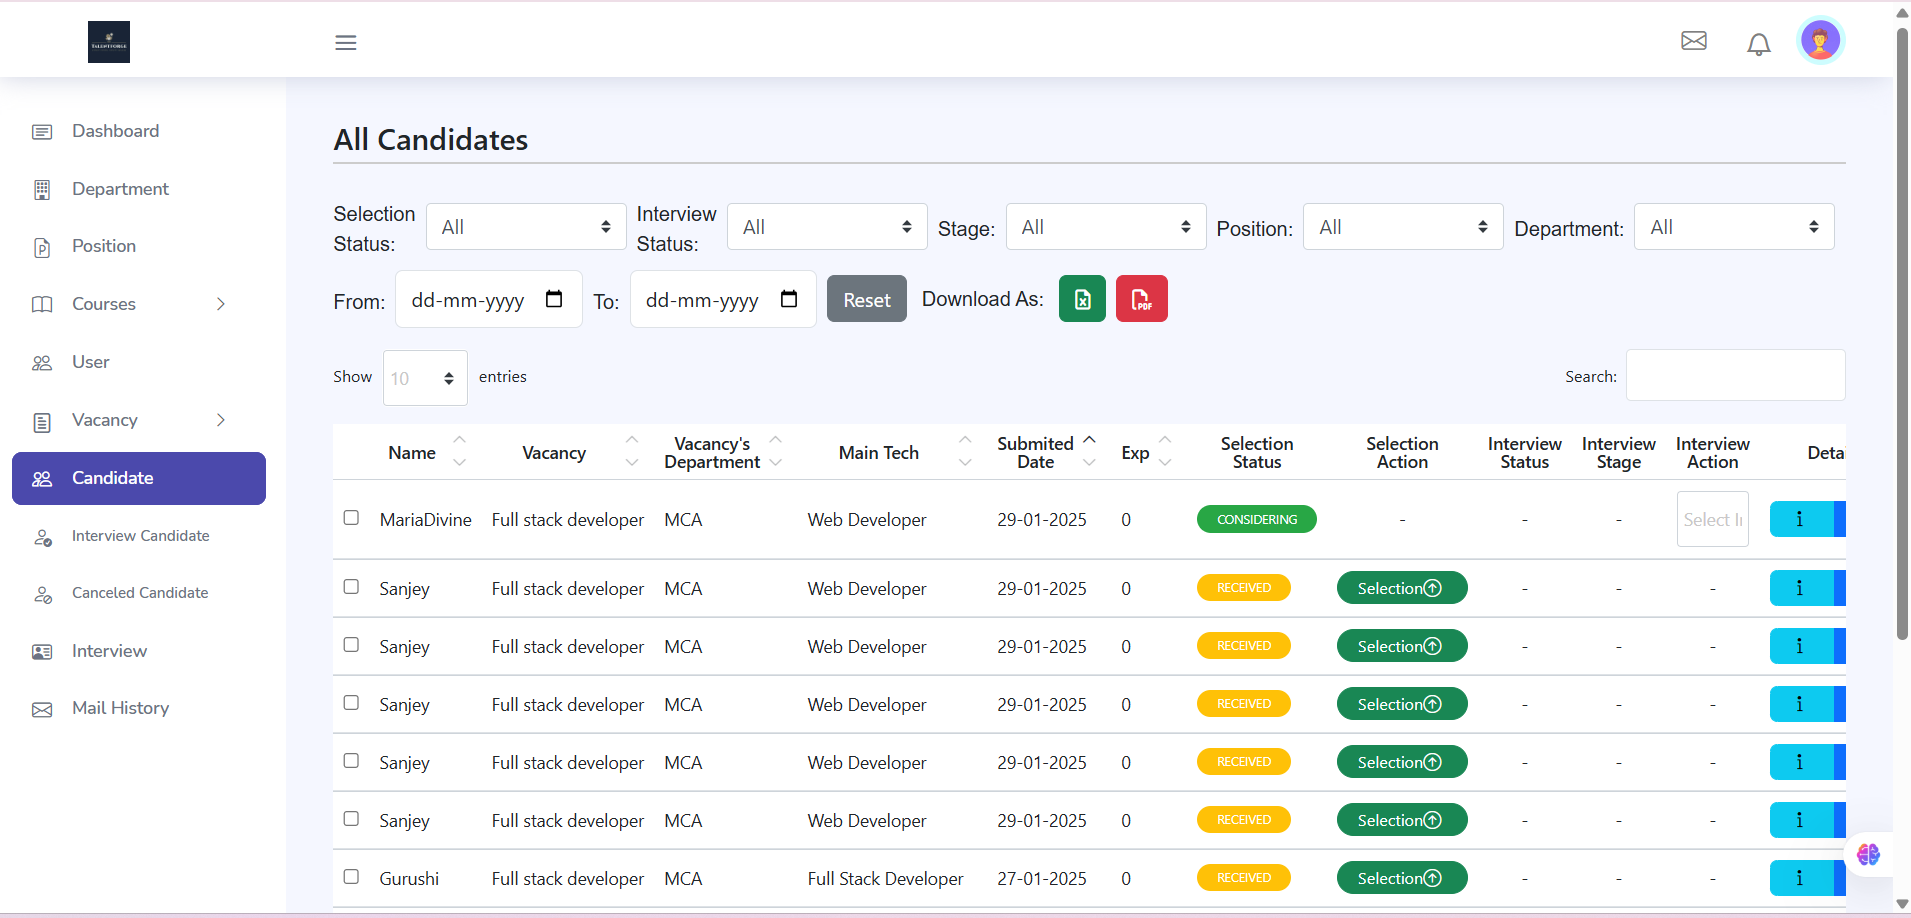 TALENTFORGE
Dashboard
Department
Position
Courses
User
Vacancy
Candidate
Interview Candidate
Canceled Candidate
Interview
Mail History
All Candidates
Selection Status: All Interview Status: All Stage: All Position: All Department: All
From: dd-mm-yyyy To: dd-mm-yyyy Reset Download As: PDF
Show 10 entries Search:
Name Vacancy Vacancy's Department Main Tech Submited Date Exp Selection Status Selection Action Interview Status Interview Stage Interview Action Detai
MariaDivine Full stack developer MCA Web Developer 29-01-2025 0 CONSIDERING - - - Select I i
Sanjey Full stack developer MCA Web Developer 29-01-2025 0 RECEIVED Selection - - - i
Sanjey Full stack developer MCA Web Developer 29-01-2025 0 RECEIVED Selection - - - i
Sanjey Full stack developer MCA Web Developer 29-01-2025 0 RECEIVED Selection - - - i
Sanjey Full stack developer MCA Web Developer 29-01-2025 0 RECEIVED Selection - - - i
Sanjey Full stack developer MCA Web Developer 29-01-2025 0 RECEIVED Selection - - - i
Gurushi Full stack developer MCA Full Stack Developer 27-01-2025 0 RECEIVED Selection - - - i